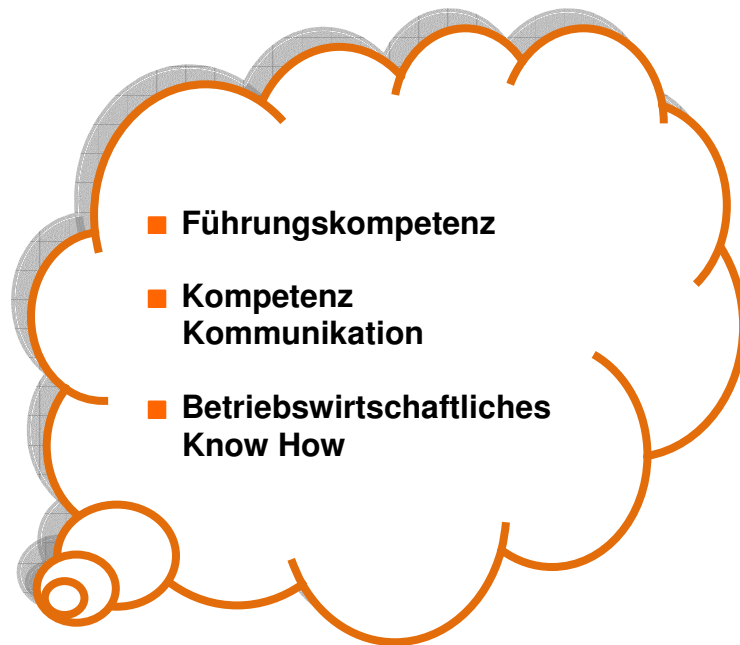 Führungskompetenz
Kompetenz
Kommunikation
Betriebswirtschaftliches
Know How